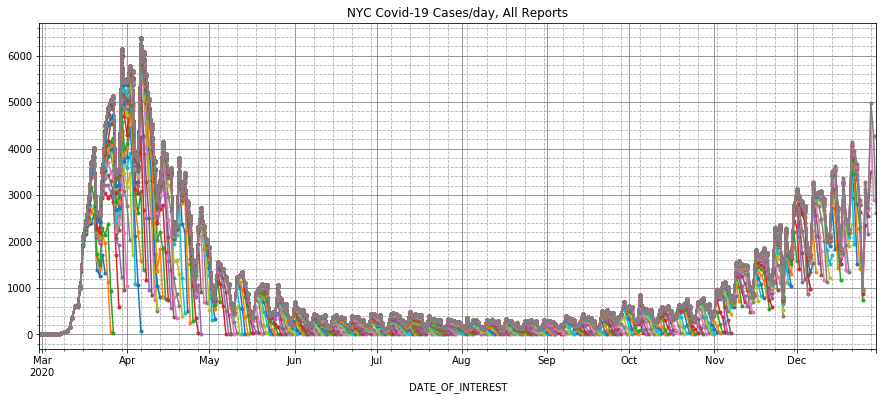 NYC Covid-19 Cases/day, All Reports
6000
5000
4000
3000
2000
1000
0
Mar Apr May Jun Jul Aug Sep Oct Nov Dec
2020
DATE_OF_INTEREST